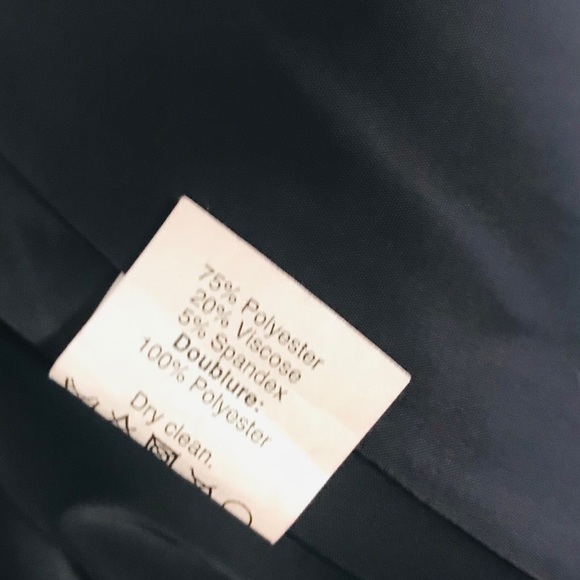 75% Polyester
20% Viscose
5% Spandex
Doublure:
100% Polyester
Dry clean.